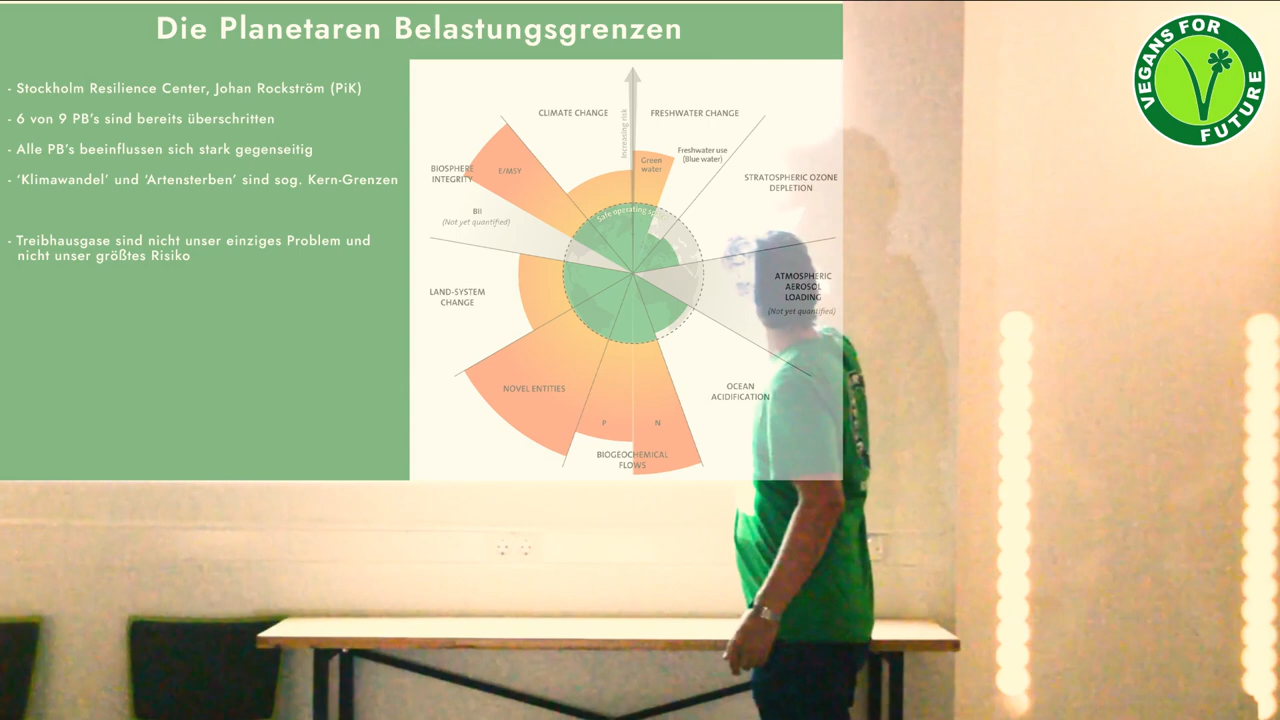 Die Planetaren Belastungsgrenzen
- Stockholm Resilience Center, Johan Rockström (PiK)
- 6 von 9 PB's sind bereits überschritten
- Alle PB's beeinflussen sich stark gegenseitig
- 'Klimawandel' und 'Artensterben' sind sog. Kern-Grenzen
- Treibhausgase sind nicht unser einziges Problem und
nicht unser größtes Risiko
Increasing risk
CLIMATE CHANGE
FRESHWATER CHANGE
Green
water
Freshwater use
(Blue water)
STRATOSPHERIC OZONE
DEPLETION
ATMOSPHERIC
AEROSOL
LOADING
(Not yet quantified)
OCEAN
ACIDIFICATION
N
P
BIOGEOCHEMICAL
FLOWS
NOVEL ENTITIES
LAND-SYSTEM
CHANGE
BII
(Not yet quantified)
BIOSPHERE
INTEGRITY
E/MSY
Safe operating
VEGANS FOR
FUTURE